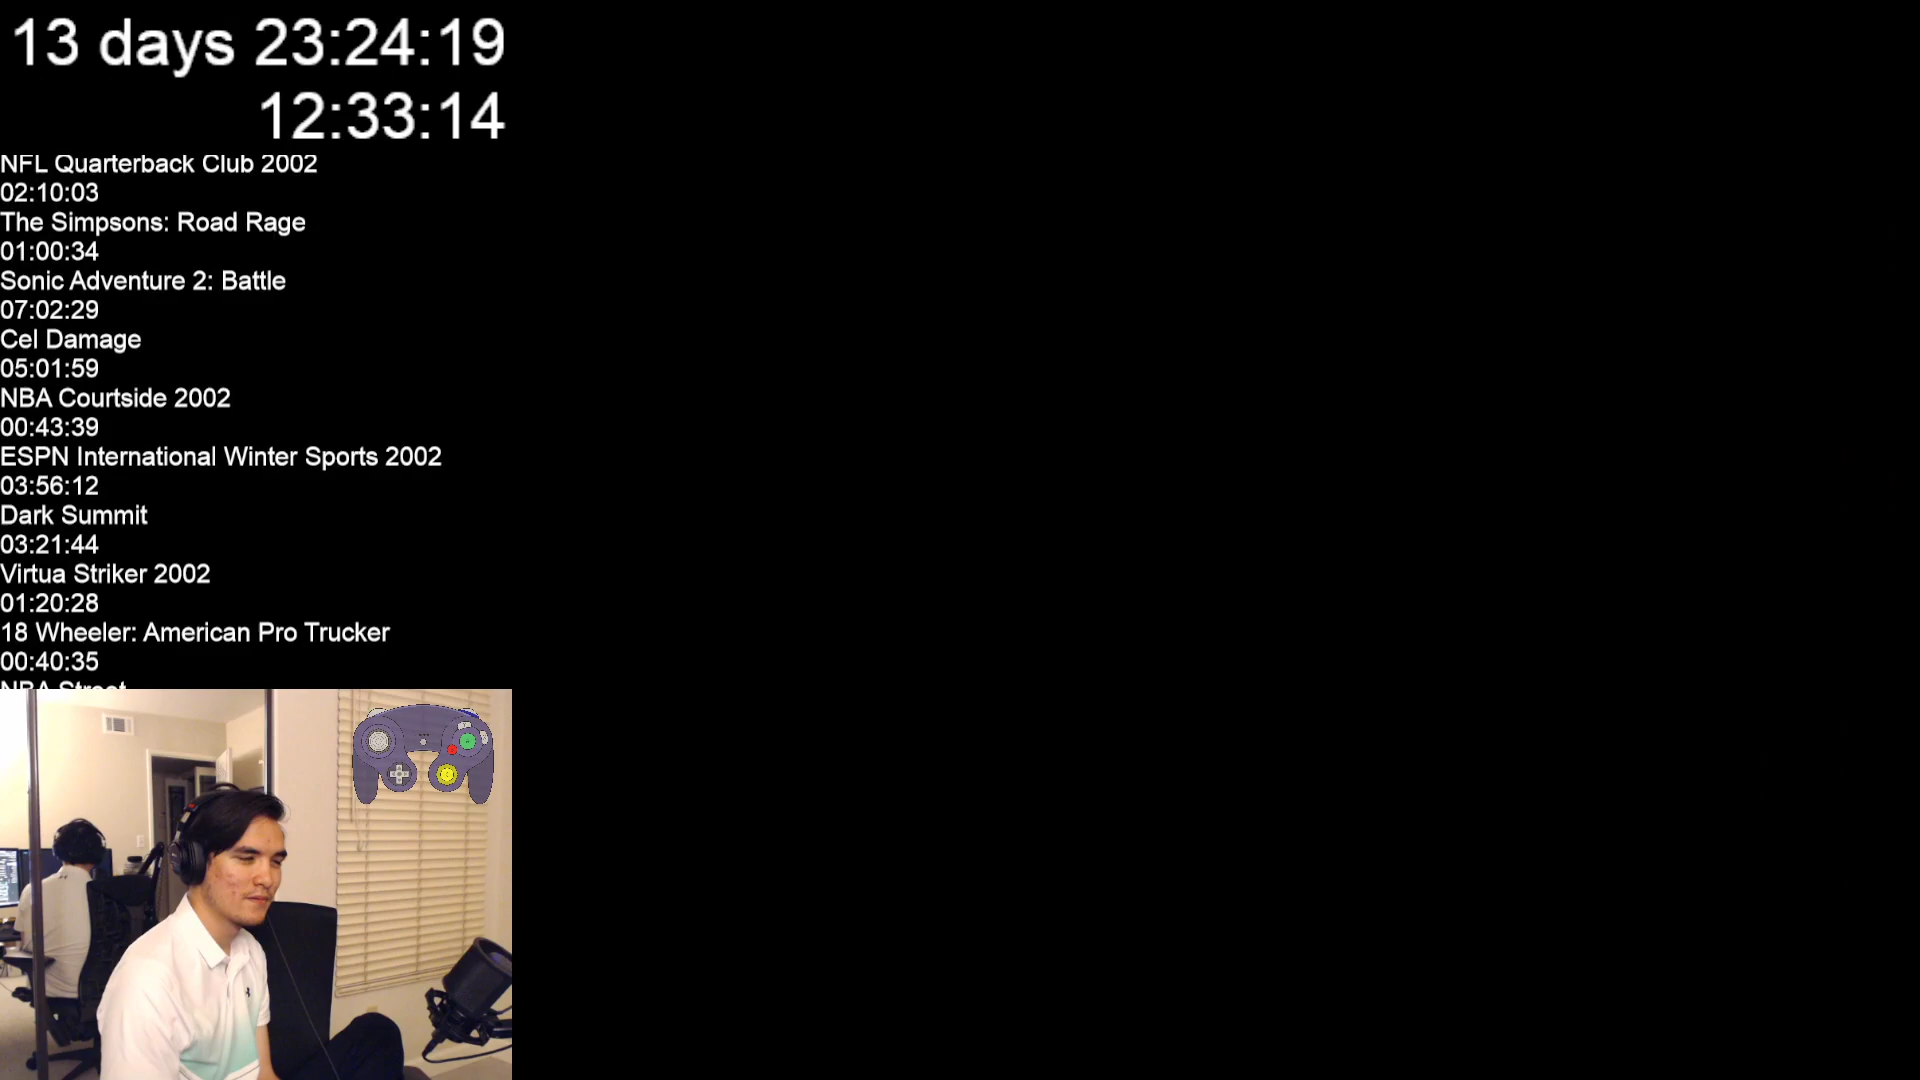 13 days 23:24:19
12:33:14
NFL Quarterback Club 2002
02:10:03
The Simpsons: Road Rage
01:00:34
Sonic Adventure 2: Battle
07:02:29
Cel Damage
05:01:59
NBA Courtside 2002
00:43:39
ESPN International Winter Sports 2002
03:56:12
Dark Summit
03:21:44
Virtua Striker 2002
01:20:28
18 Wheeler: American Pro Trucker
00:40:35
NBA Street